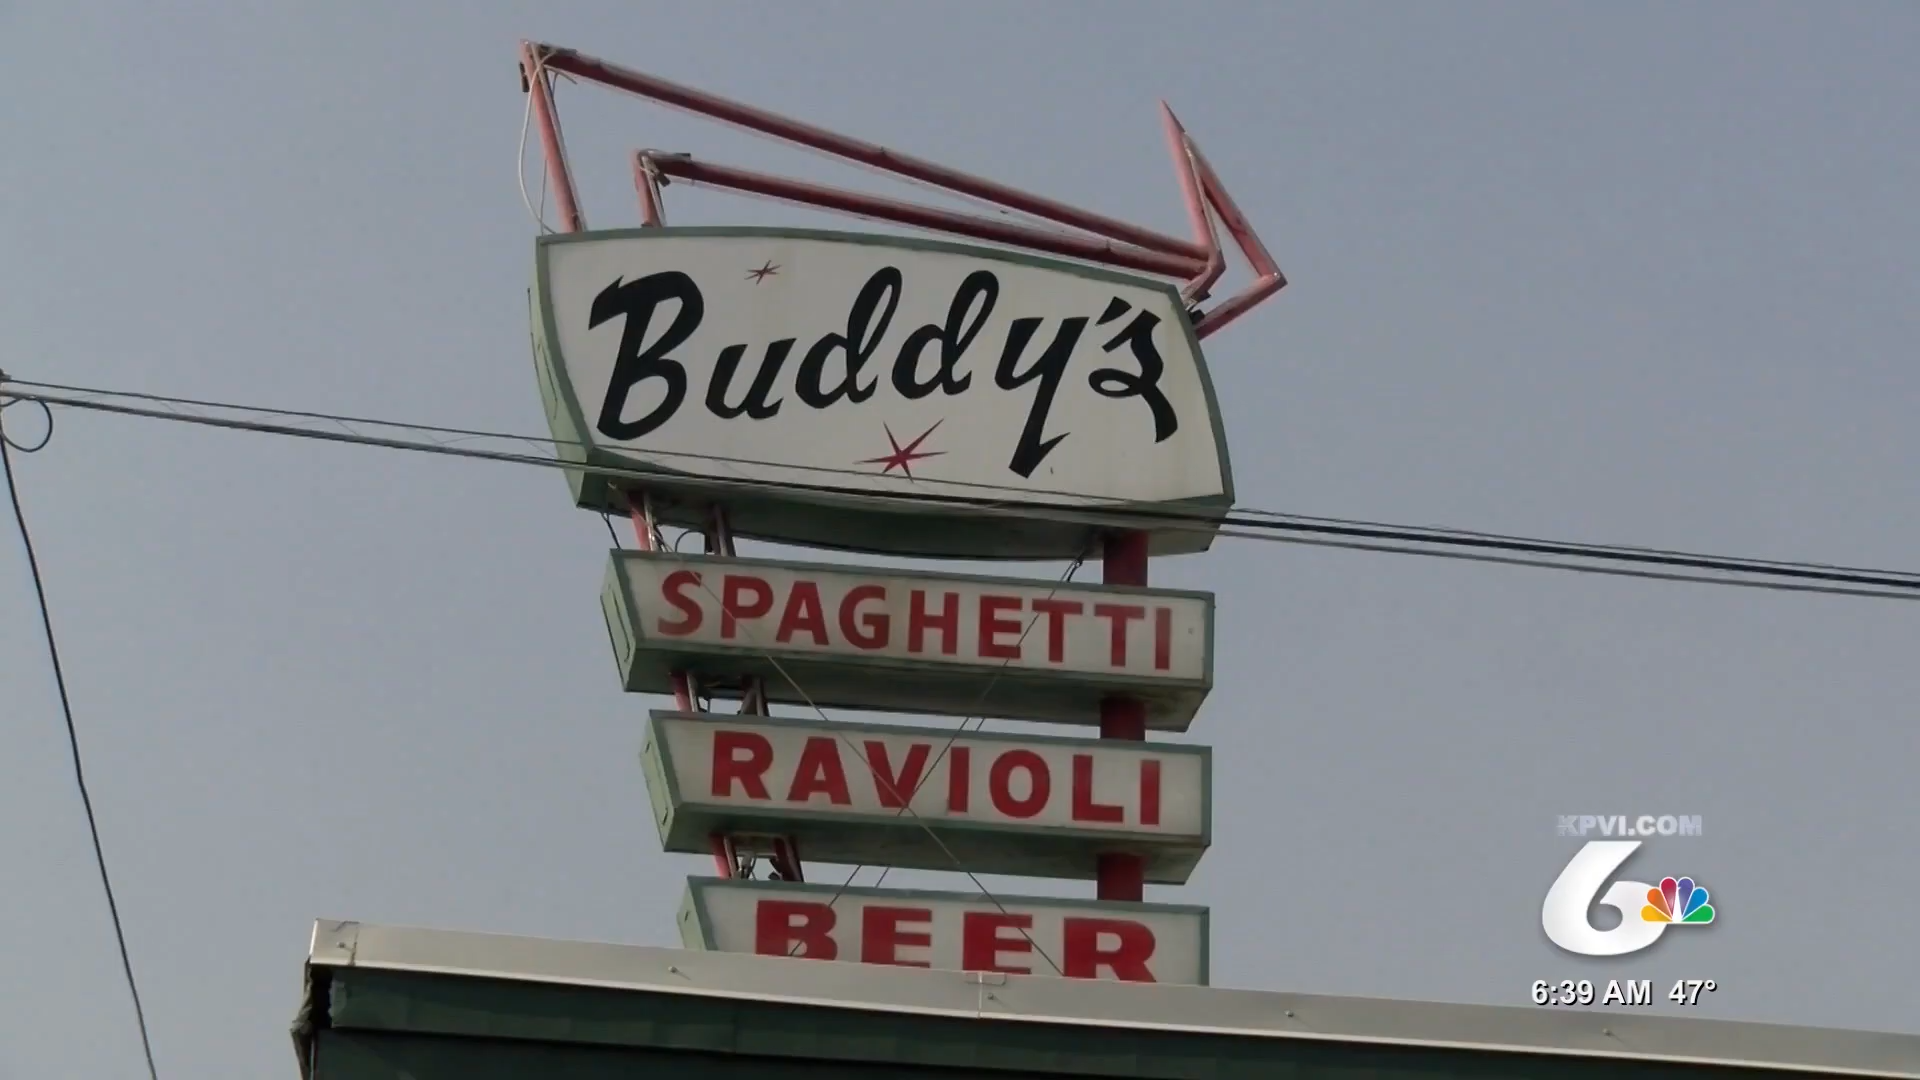 Buddy's
SPAGHETTI
RAVIOLI
BEER
KPVI.COM
6
6:39 AM 47°